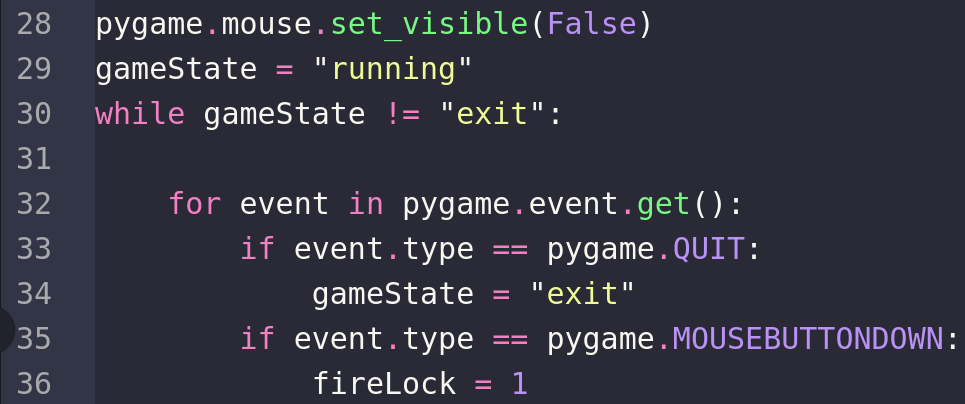 28 pygame.mouse.set_visible(False)
29 gameState = "running"
30 while gameState != "exit":
31
32     for event in pygame.event.get():
33         if event.type == pygame.QUIT:
34             gameState = "exit"
35         if event.type == pygame.MOUSEBUTTONDOWN:
36             fireLock = 1